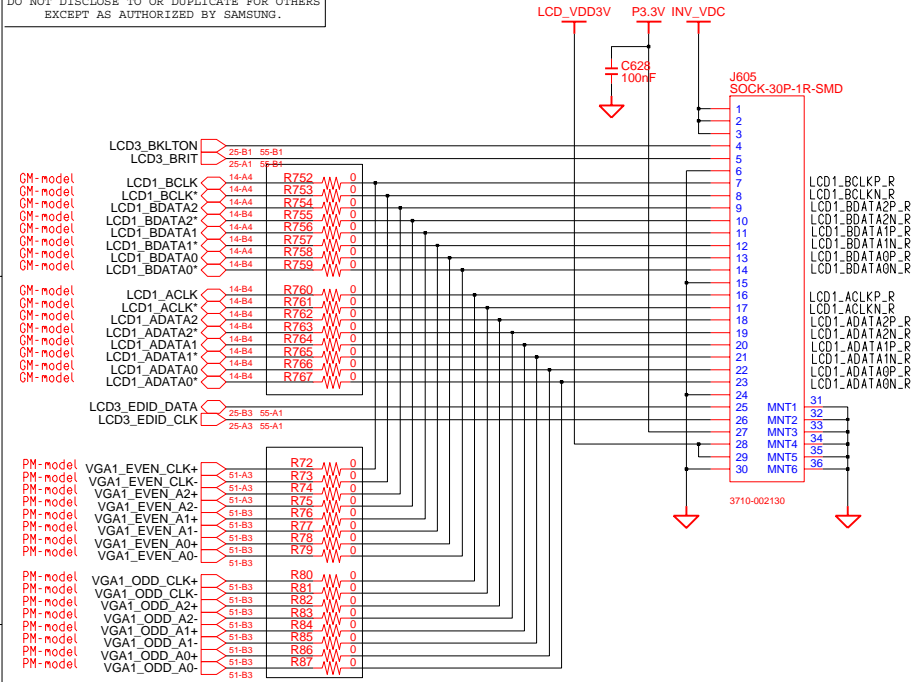 DO NOT DISCLOSE TO OR DUPLICATE FOR OTHERS
EXCEPT AS AUTHORIZED BY SAMSUNG.
LCD_VDD3V P3.3V INV_VDC
C628
100nF
J605
SOCK-30P-1R-SMD
1
2
3
LCD3_BKLTON 25-B1 55-B1 4
LCD3_BRIT 25-A1 55-B1 5
6
GM-model LCD1_BCLK 14-A4 R752 0 7 LCD1_BCLKP_R
GM-model LCD1_BCLK* 14-A4 R753 0 8 LCD1_BCLKN_R
GM-model LCD1_BDATA2 14-A4 R754 0 9 LCD1_BDATA2P_R
GM-model LCD1_BDATA2* 14-B4 R755 0 10 LCD1_BDATA2N_R
GM-model LCD1_BDATA1 14-A4 R756 0 11 LCD1_BDATA1P_R
GM-model LCD1_BDATA1* 14-B4 R757 0 12 LCD1_BDATA1N_R
GM-model LCD1_BDATA0 14-A4 R758 0 13 LCD1_BDATA0P_R
GM-model LCD1_BDATA0* 14-B4 R759 0 14 LCD1_BDATA0N_R
15
GM-model LCD1_ACLK 14-B4 R760 0 16 LCD1_ACLKP_R
GM-model LCD1_ACLK* 14-B4 R761 0 17 LCD1_ACLKN_R
GM-model LCD1_ADATA2 14-B4 R762 0 18 LCD1_ADATA2P_R
GM-model LCD1_ADATA2* 14-B4 R763 0 19 LCD1_ADATA2N_R
GM-model LCD1_ADATA1 14-B4 R764 0 20 LCD1_ADATA1P_R
GM-model LCD1_ADATA1* 14-B4 R765 0 21 LCD1_ADATA1N_R
GM-model LCD1_ADATA0 14-B4 R766 0 22 LCD1_ADATA0P_R
GM-model LCD1_ADATA0* 14-B4 R767 0 23 LCD1_ADATA0N_R
24
LCD3_EDID_DATA 25-B3 55-A1 25 MNT1 31
LCD3_EDID_CLK 25-A3 55-A1 26 MNT2 32
27 MNT3 33
28 MNT4 34
29 MNT5 35
30 MNT6 36
3710-002130
PM-model VGA1_EVEN_CLK+ 51-A3 R72 0
PM-model VGA1_EVEN_CLK- 51-A3 R73 0
PM-model VGA1_EVEN_A2+ 51-A3 R74 0
PM-model VGA1_EVEN_A2- 51-B3 R75 0
PM-model VGA1_EVEN_A1+ 51-B3 R76 0
PM-model VGA1_EVEN_A1- 51-B3 R77 0
PM-model VGA1_EVEN_A0+ 51-B3 R78 0
PM-model VGA1_EVEN_A0- 51-B3 R79 0
PM-model VGA1_ODD_CLK+ 51-B3 R80 0
PM-model VGA1_ODD_CLK- 51-B3 R81 0
PM-model VGA1_ODD_A2+ 51-B3 R82 0
PM-model VGA1_ODD_A2- 51-B3 R83 0
PM-model VGA1_ODD_A1+ 51-B3 R84 0
PM-model VGA1_ODD_A1- 51-B3 R85 0
PM-model VGA1_ODD_A0+ 51-B3 R86 0
PM-model VGA1_ODD_A0- 51-B3 R87 0